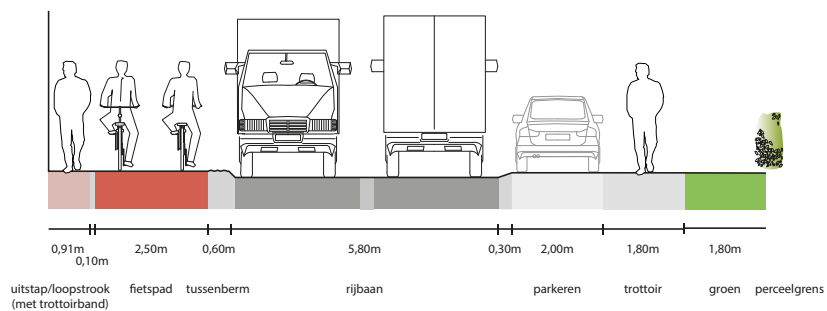 0,91m 2,50m 0,60m 5,80m 0,30m 2,00m 1,80m 1,80m
0,10m
uitstap/loopstrook fietspad tussenberm rijbaan parkeren trottoir groen perceelgrens
(met trottoirband)